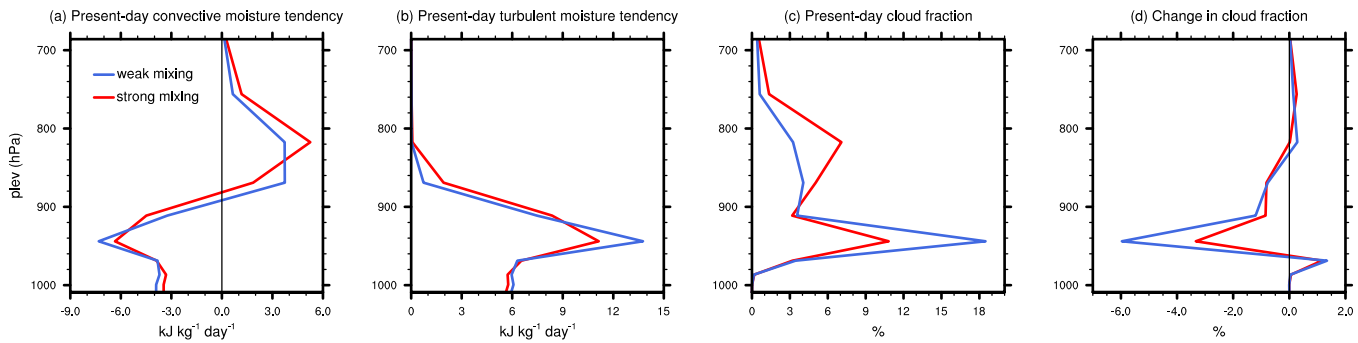 (a) Present-day convective moisture tendency
(b) Present-day turbulent moisture tendency
(c) Present-day cloud fraction
(d) Change in cloud fraction
plev (hPa)
700
800
900
1000
weak mixing
strong mixing
-9.0 -6.0 -3.0 0.0 3.0 6.0
kJ kg⁻¹ day⁻¹
700
800
900
1000
0 3 6 9 12 15
kJ kg⁻¹ day⁻¹
700
800
900
1000
0 3 6 9 12 15 18
%
700
800
900
1000
-6.0 -4.0 -2.0 0.0 2.0
%